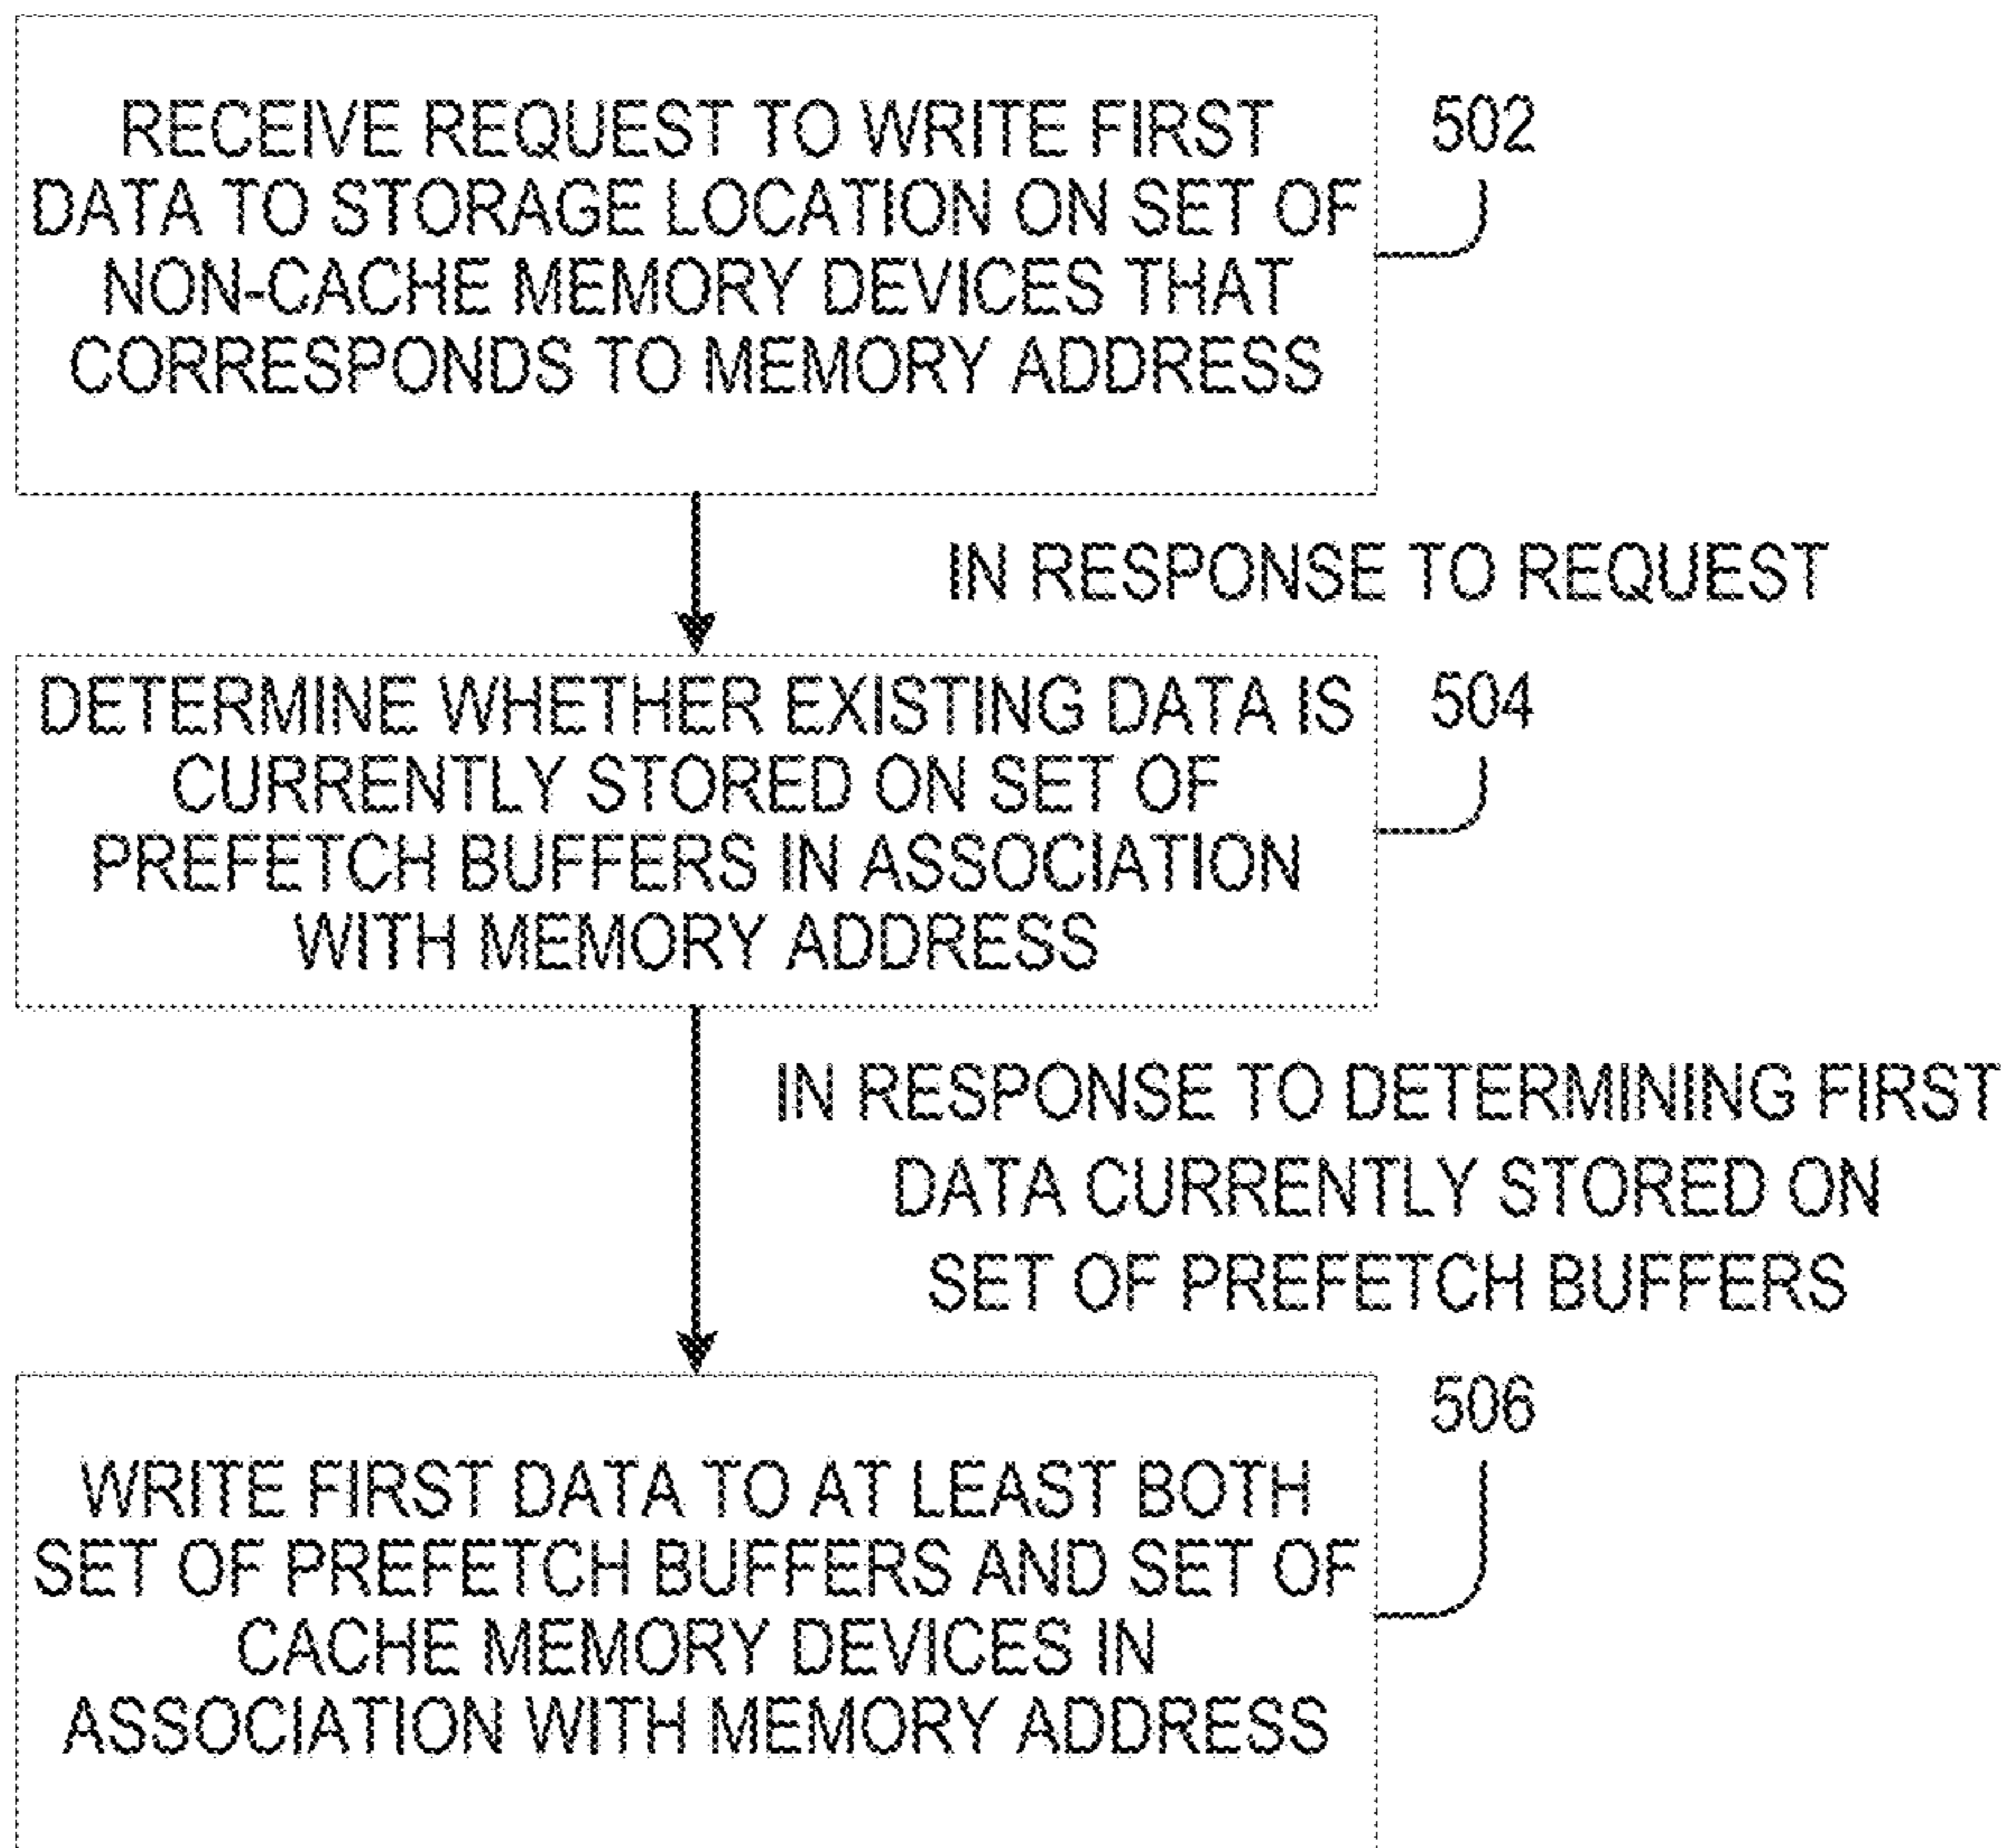 RECEIVE REQUEST TO WRITE FIRST
DATA TO STORAGE LOCATION ON SET OF
NON-CACHE MEMORY DEVICES THAT
CORRESPONDS TO MEMORY ADDRESS
502
IN RESPONSE TO REQUEST
DETERMINE WHETHER EXISTING DATA IS
CURRENTLY STORED ON SET OF
PREFETCH BUFFERS IN ASSOCIATION
WITH MEMORY ADDRESS
504
IN RESPONSE TO DETERMINING FIRST
DATA CURRENTLY STORED ON
SET OF PREFETCH BUFFERS
506
WRITE FIRST DATA TO AT LEAST BOTH
SET OF PREFETCH BUFFERS AND SET OF
CACHE MEMORY DEVICES IN
ASSOCIATION WITH MEMORY ADDRESS